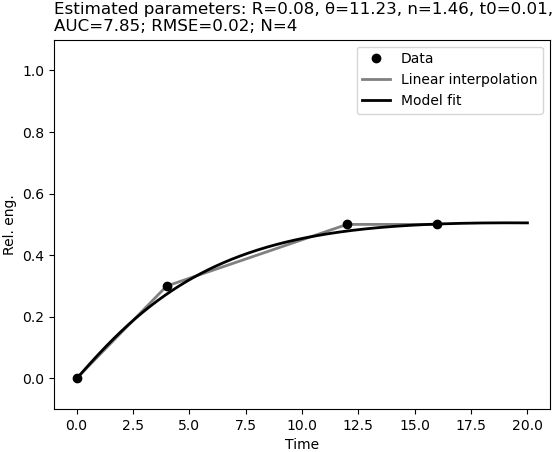 Estimated parameters: R=0.08, θ=11.23, n=1.46, t0=0.01,
AUC=7.85; RMSE=0.02; N=4
Data
Linear interpolation
Model fit
1.0
0.8
0.6
0.4
0.2
0.0
Rel. eng.
0.0 2.5 5.0 7.5 10.0 12.5 15.0 17.5 20.0
Time